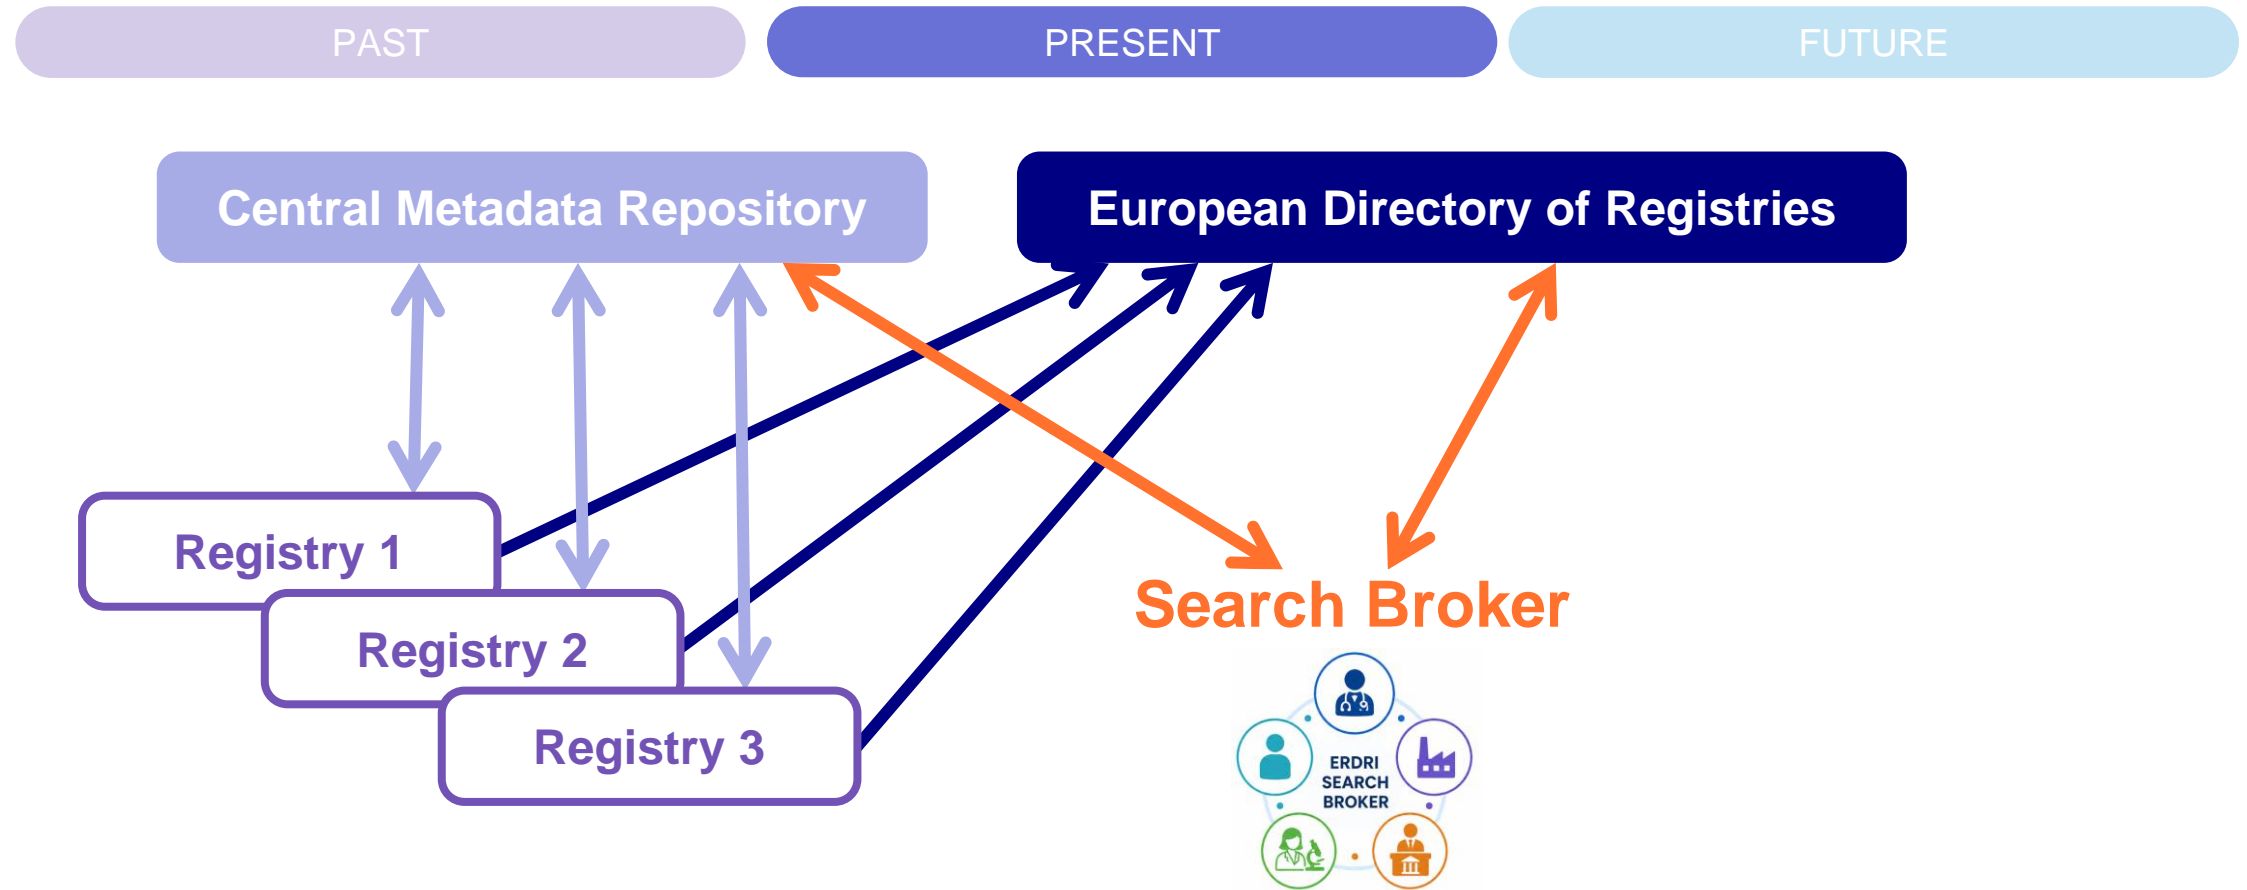 PAST
PRESENT
FUTURE
Central Metadata Repository
European Directory of Registries
Registry 1
Registry 2
Registry 3
Search Broker
ERDRI
SEARCH
BROKER